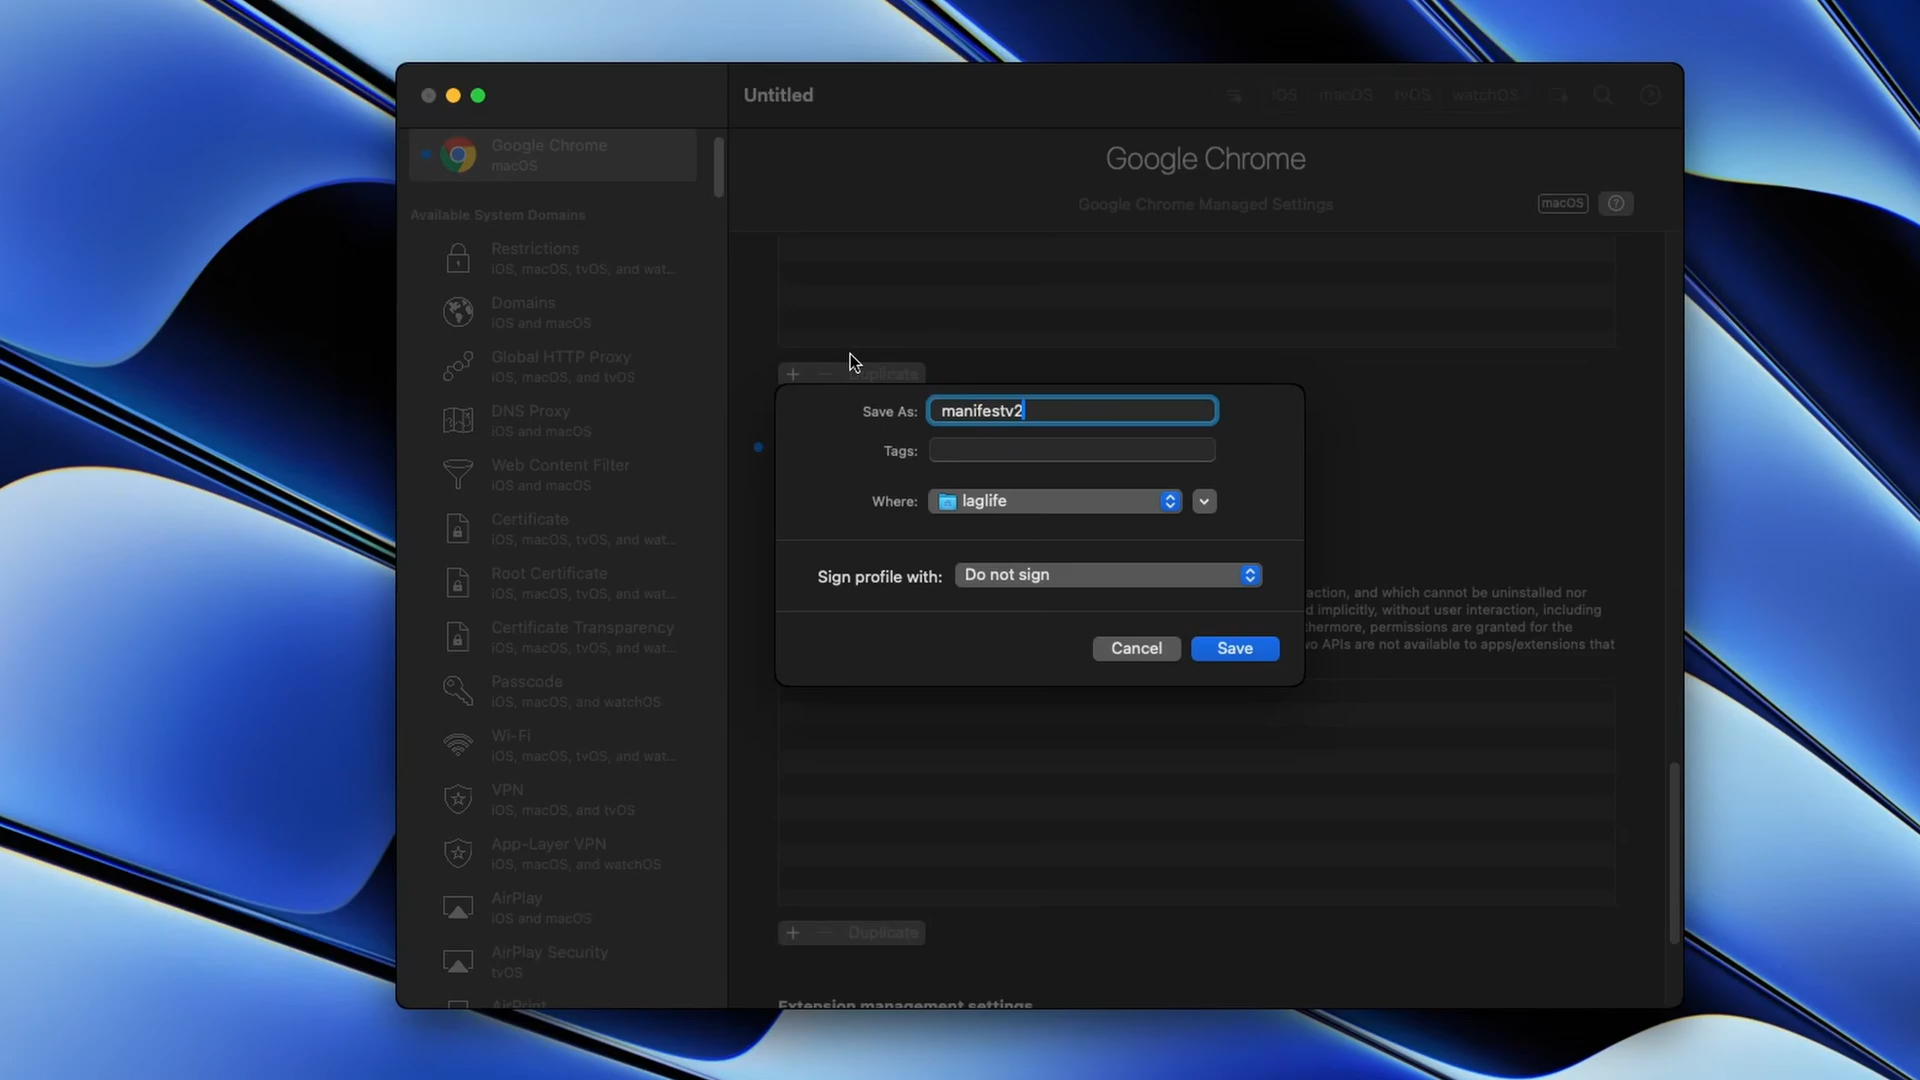 Untitled
iOS macOS tvOS watchOS
Google Chrome
macOS
Available System Domains
Restrictions
iOS, macOS, tvOS, and wat...
Domains
iOS and macOS
Global HTTP Proxy
iOS, macOS, and tvOS
DNS Proxy
iOS and macOS
Web Content Filter
iOS and macOS
Certificate
iOS, macOS, tvOS, and wat...
Root Certificate
iOS, macOS, tvOS, and wat...
Certificate Transparency
iOS, macOS, tvOS, and wat...
Passcode
iOS, macOS, and watchOS
Wi-Fi
iOS, macOS, tvOS, and wat...
VPN
iOS, macOS, and tvOS
App-Layer VPN
iOS, macOS, and watchOS
AirPlay
iOS and macOS
AirPlay Security
tvOS
AirPrint
Google Chrome
Google Chrome Managed Settings
macOS
Duplicate
Save As: manifestv2
Tags:
Where: laglife
Sign profile with: Do not sign
Cancel Save
action, and which cannot be uninstalled nor
d implicitly, without user interaction, including
thermore, permissions are granted for the
wo APIs are not available to apps/extensions that
Duplicate
Extension management settings